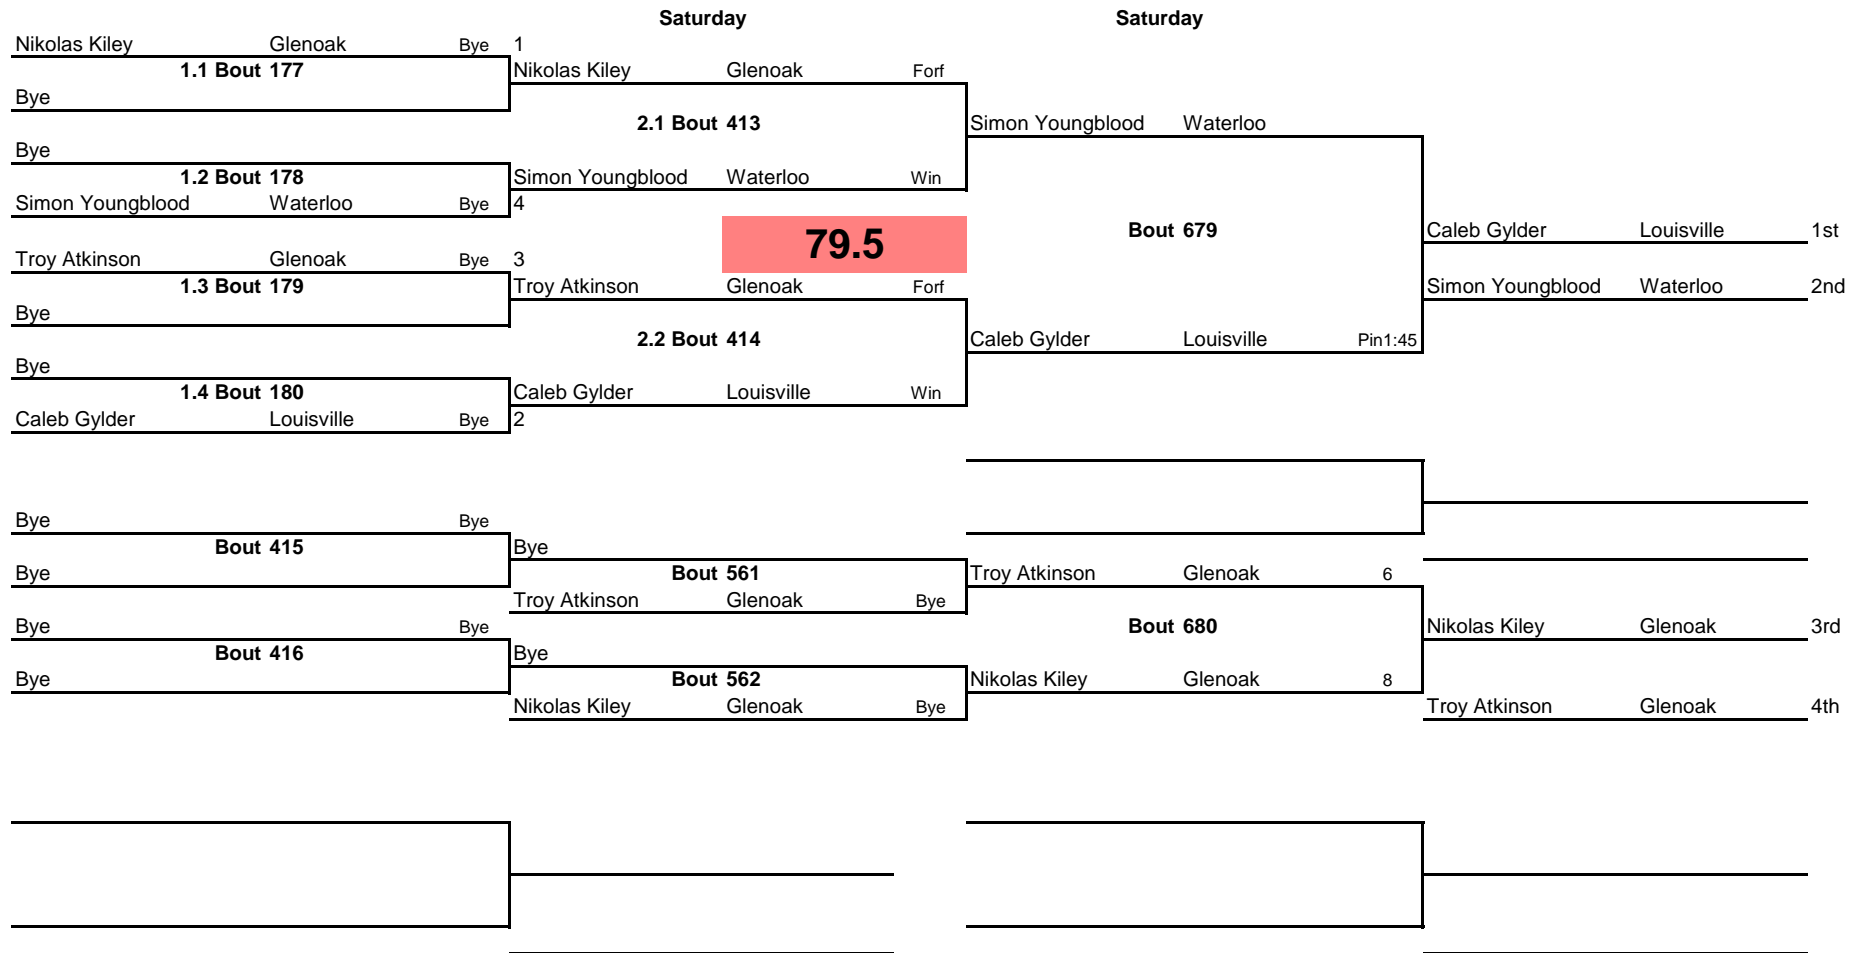 Saturday Saturday
Nikolas Kiley Glenoak Bye 1
1.1 Bout 177 Nikolas Kiley Glenoak Forf
Bye
2.1 Bout 413 Simon Youngblood Waterloo
Bye
1.2 Bout 178 Simon Youngblood Waterloo Win
Simon Youngblood Waterloo Bye 4
79.5 Bout 679 Caleb Gylder Louisville 1st
Troy Atkinson Glenoak Bye 3
1.3 Bout 179 Troy Atkinson Glenoak Forf Simon Youngblood Waterloo 2nd
Bye
2.2 Bout 414 Caleb Gylder Louisville Pin1:45
Bye
1.4 Bout 180 Caleb Gylder Louisville Win
Caleb Gylder Louisville Bye 2
Bye Bye
Bout 415 Bye
Bye Bout 561 Troy Atkinson Glenoak 6
Troy Atkinson Glenoak Bye
Bye Bye Bout 680 Nikolas Kiley Glenoak 3rd
Bout 416 Bye
Bye Bout 562 Nikolas Kiley Glenoak 8
Nikolas Kiley Glenoak Bye Troy Atkinson Glenoak 4th